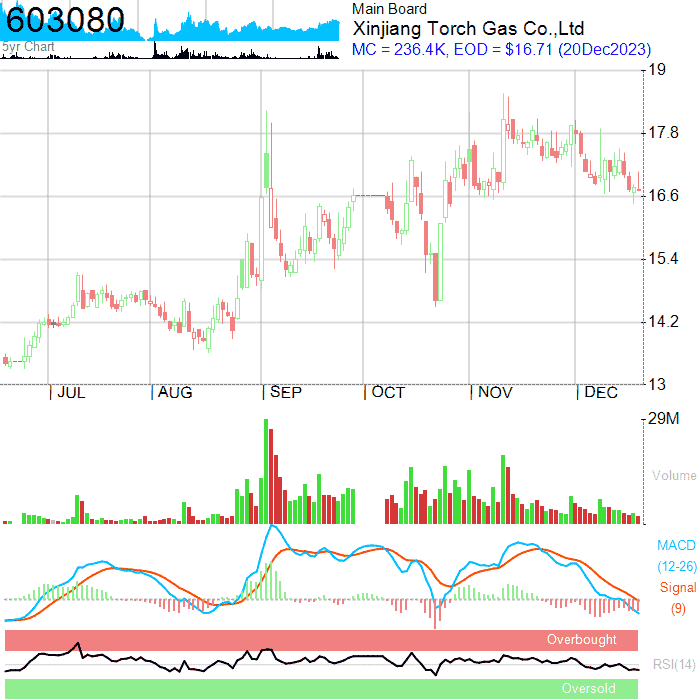 603080
5yr Chart
Main Board
Xinjiang Torch Gas Co.,Ltd
MC = 236.4K, EOD = $16.71 (20Dec2023)
19
17.8
16.6
15.4
14.2
13
JUL AUG SEP OCT NOV DEC
29M
Volume
MACD
(12-26)
Signal
(9)
Overbought
RSI(14)
Oversold